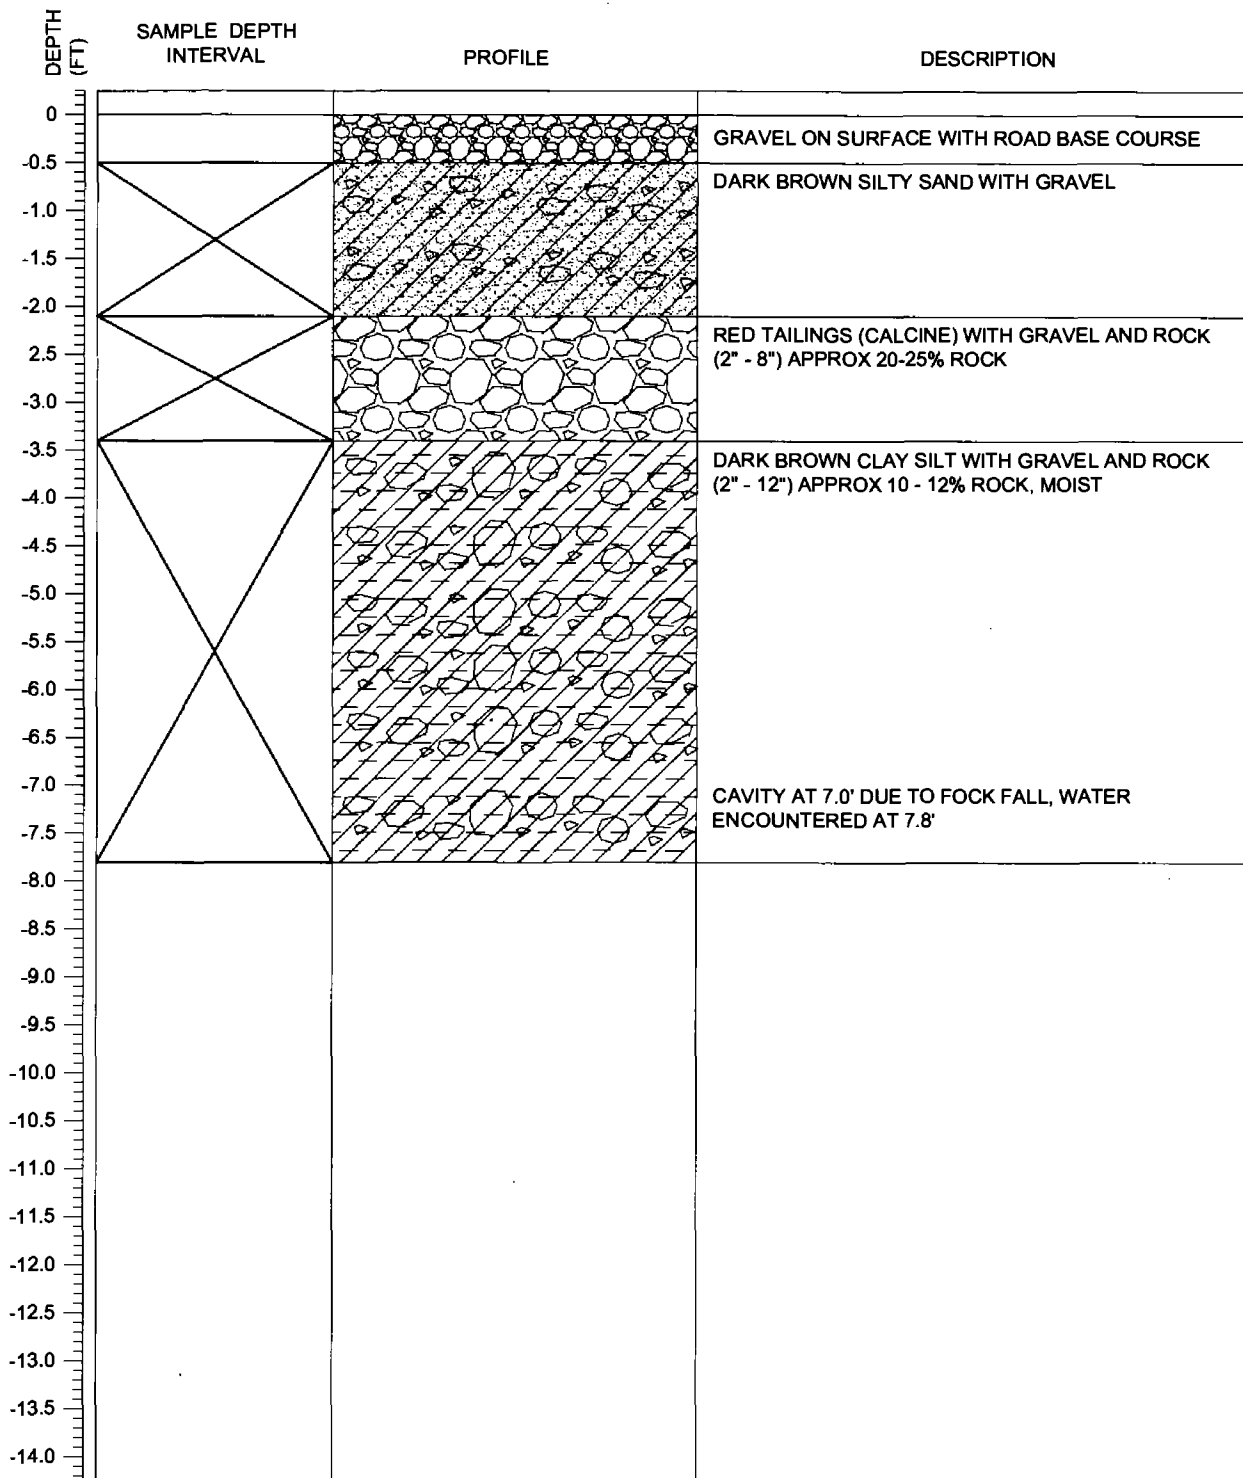 DEPTH
(FT)
SAMPLE DEPTH
INTERVAL
PROFILE
DESCRIPTION
0
-0.5
-1.0
-1.5
-2.0
2.5
-3.0
-3.5
-4.0
-4.5
-5.0
-5.5
-6.0
-6.5
-7.0
-7.5
-8.0
-8.5
-9.0
-9.5
-10.0
-10.5
-11.0
-11.5
-12.0
-12.5
-13.0
-13.5
-14.0
GRAVEL ON SURFACE WITH ROAD BASE COURSE
DARK BROWN SILTY SAND WITH GRAVEL
RED TAILINGS (CALCINE) WITH GRAVEL AND ROCK
(2" - 8") APPROX 20-25% ROCK
DARK BROWN CLAY SILT WITH GRAVEL AND ROCK
(2" - 12") APPROX 10 - 12% ROCK, MOIST
CAVITY AT 7.0' DUE TO FOCK FALL, WATER
ENCOUNTERED AT 7.8'